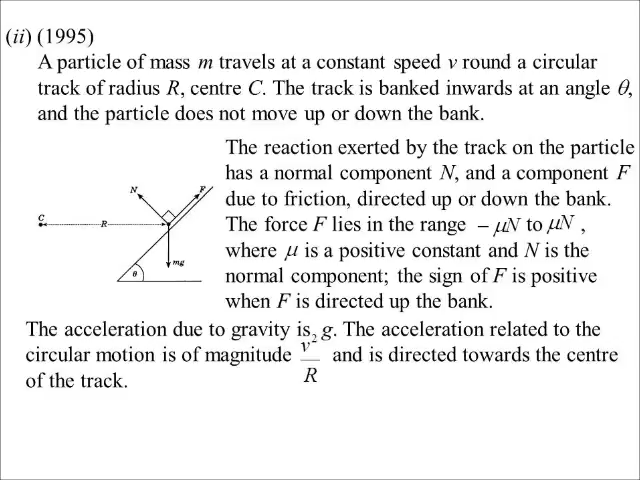 (ii) (1995)
A particle of mass m travels at a constant speed v round a circular
track of radius R, centre C. The track is banked inwards at an angle θ,
and the particle does not move up or down the bank.
The reaction exerted by the track on the particle
has a normal component N, and a component F
due to friction, directed up or down the bank.
The force F lies in the range – μN to μN ,
where μ is a positive constant and N is the
normal component; the sign of F is positive
when F is directed up the bank.
N
F
C
R
mg
θ
The acceleration due to gravity is g. The acceleration related to the
circular motion is of magnitude v²/R and is directed towards the centre
of the track.